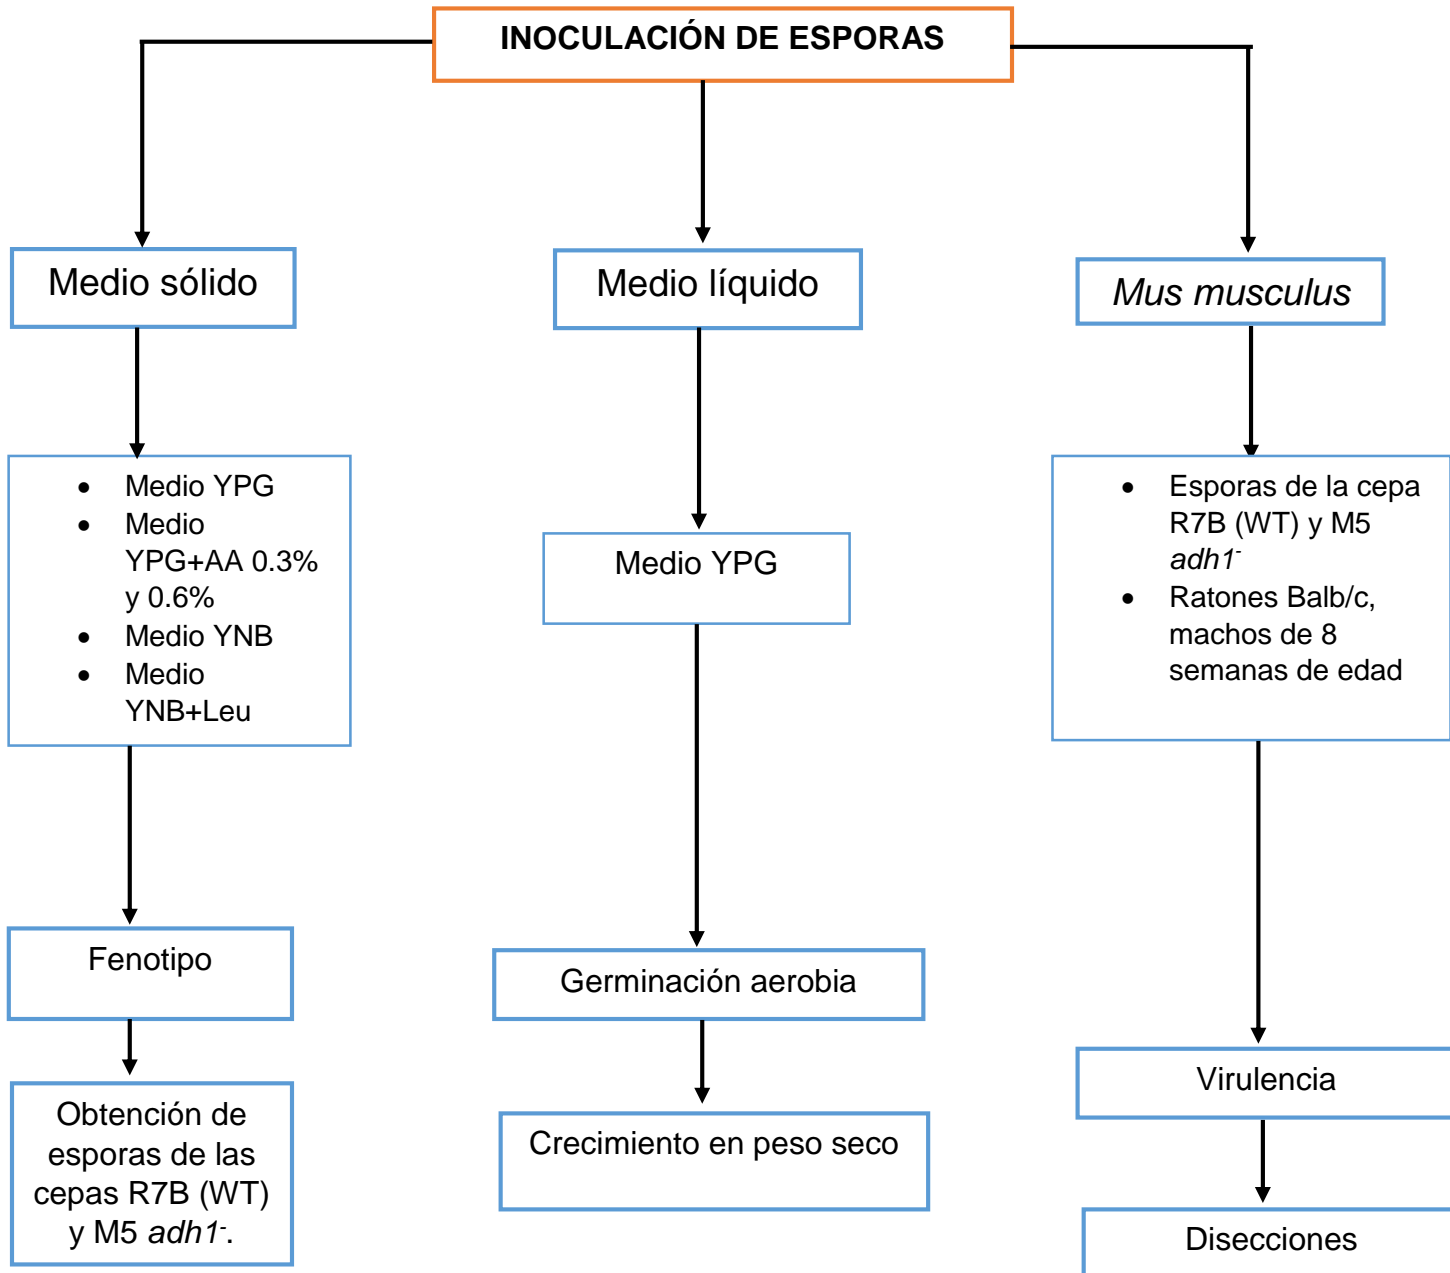 INOCULACIÓN DE ESPORAS
Medio sólido
• Medio YPG
• Medio
YPG+AA 0.3%
y 0.6%
• Medio YNB
• Medio
YNB+Leu
Fenotipo
Obtención de
esporas de las
cepas R7B (WT)
y M5 adh1⁻.
Medio líquido
Medio YPG
Germinación aerobia
Crecimiento en peso seco
Mus musculus
• Esporas de la cepa
R7B (WT) y M5
adh1⁻
• Ratones Balb/c,
machos de 8
semanas de edad
Virulencia
Disecciones